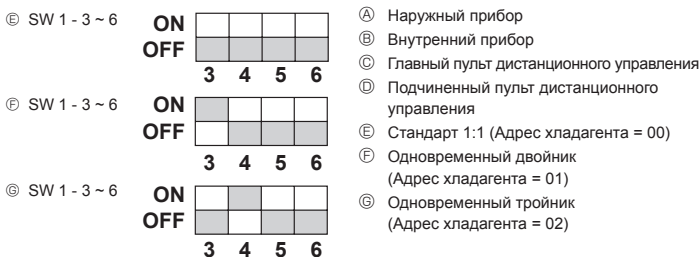 Ⓔ SW 1 - 3 ~ 6
ON
OFF
3 4 5 6
Ⓕ SW 1 - 3 ~ 6
ON
OFF
3 4 5 6
Ⓖ SW 1 - 3 ~ 6
ON
OFF
3 4 5 6
Ⓐ Наружный прибор
Ⓑ Внутренний прибор
Ⓒ Главный пульт дистанционного управления
Ⓓ Подчиненный пульт дистанционного
управления
Ⓔ Стандарт 1:1 (Адрес хладагента = 00)
Ⓕ Одновременный двойник
(Адрес хладагента = 01)
Ⓖ Одновременный тройник
(Адрес хладагента = 02)